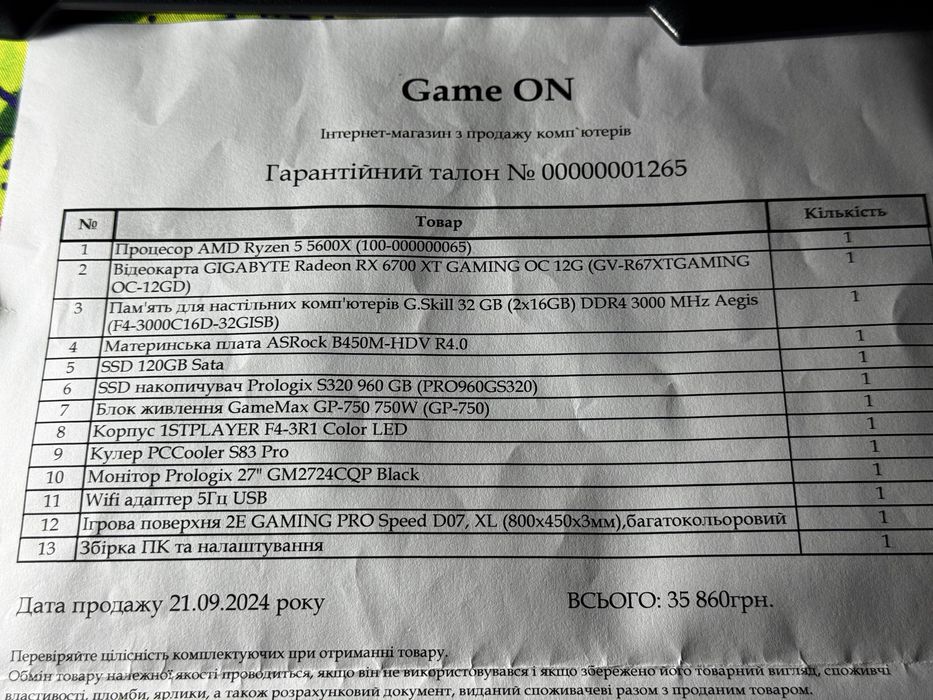 Game ON
Інтернет-магазин з продажу комп`ютерів
Гарантійний талон № 00000001265
№ Товар Кількість
1 Процесор AMD Ryzen 5 5600X (100-000000065) 1
2 Відеокарта GIGABYTE Radeon RX 6700 XT GAMING OC 12G (GV-R67XTGAMING 1
OC-12GD)
3 Пам'ять для настільних комп'ютерів G.Skill 32 GB (2x16GB) DDR4 3000 MHz Aegis 1
(F4-3000C16D-32GISB)
4 Материнська плата ASRock B450M-HDV R4.0 1
5 SSD 120GB Sata 1
6 SSD накопичувач Prologix S320 960 GB (PRO960GS320) 1
7 Блок живлення GameMax GP-750 750W (GP-750) 1
8 Корпус 1STPLAYER F4-3R1 Color LED 1
9 Кулер PCCooler S83 Pro 1
10 Монітор Prologix 27" GM2724CQP Black 1
11 Wifi адаптер 5Гц USB 1
12 Ігрова поверхня 2E GAMING PRO Speed D07, XL (800x450x3мм),багатокольоровий 1
13 Збірка ПК та налаштування 1
Дата продажу 21.09.2024 року ВСЬОГО: 35 860грн.
Перевіряйте цілісність комплектуючих при отриманні товару.
Обмін товару належної якості проводиться, якщо він не використовувався і якщо збережено його товарний вигляд, споживчі
властивості, пломби, ярлики, а також розрахунковий документ, виданий споживачеві разом з проданим товаром.